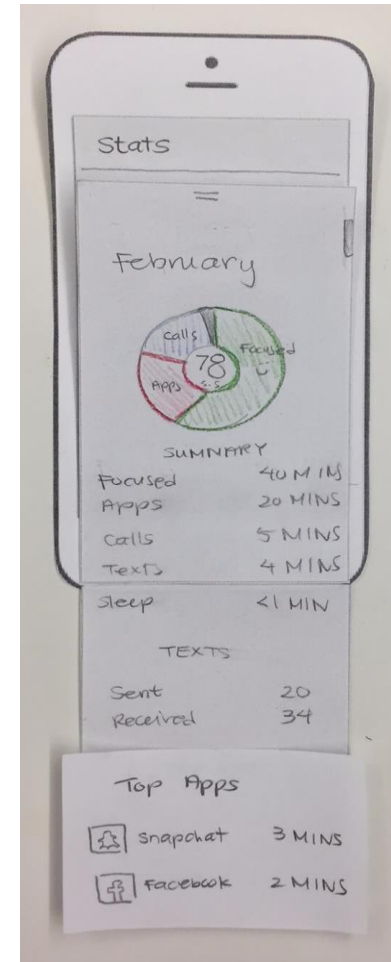 Stats
February
Calls
Focused
78
Apps
S.S
SUMMARY
Focused 40 MINS
Apps 20 MINS
Calls 5 MINS
Texts 4 MINS
Sleep <1 MIN
TEXTS
Sent 20
Received 34
Top Apps
Snapchat 3 MINS
Facebook 2 MINS